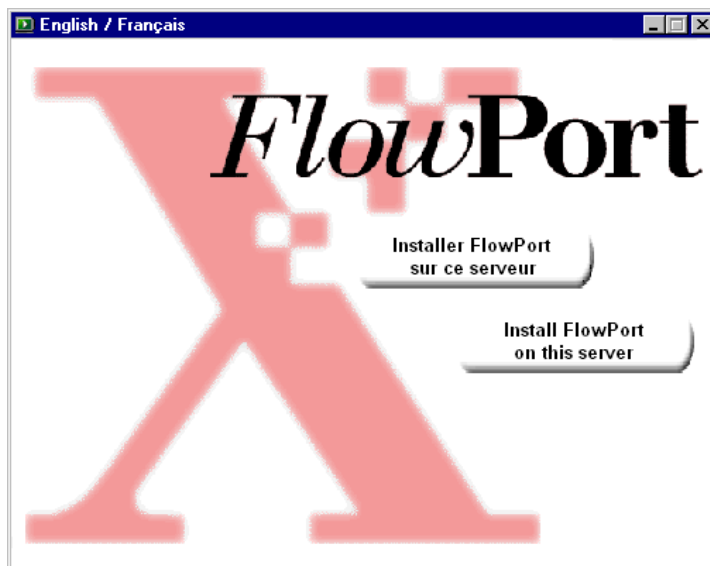 English / Français
FlowPort
Installer FlowPort
sur ce serveur
Install FlowPort
on this server